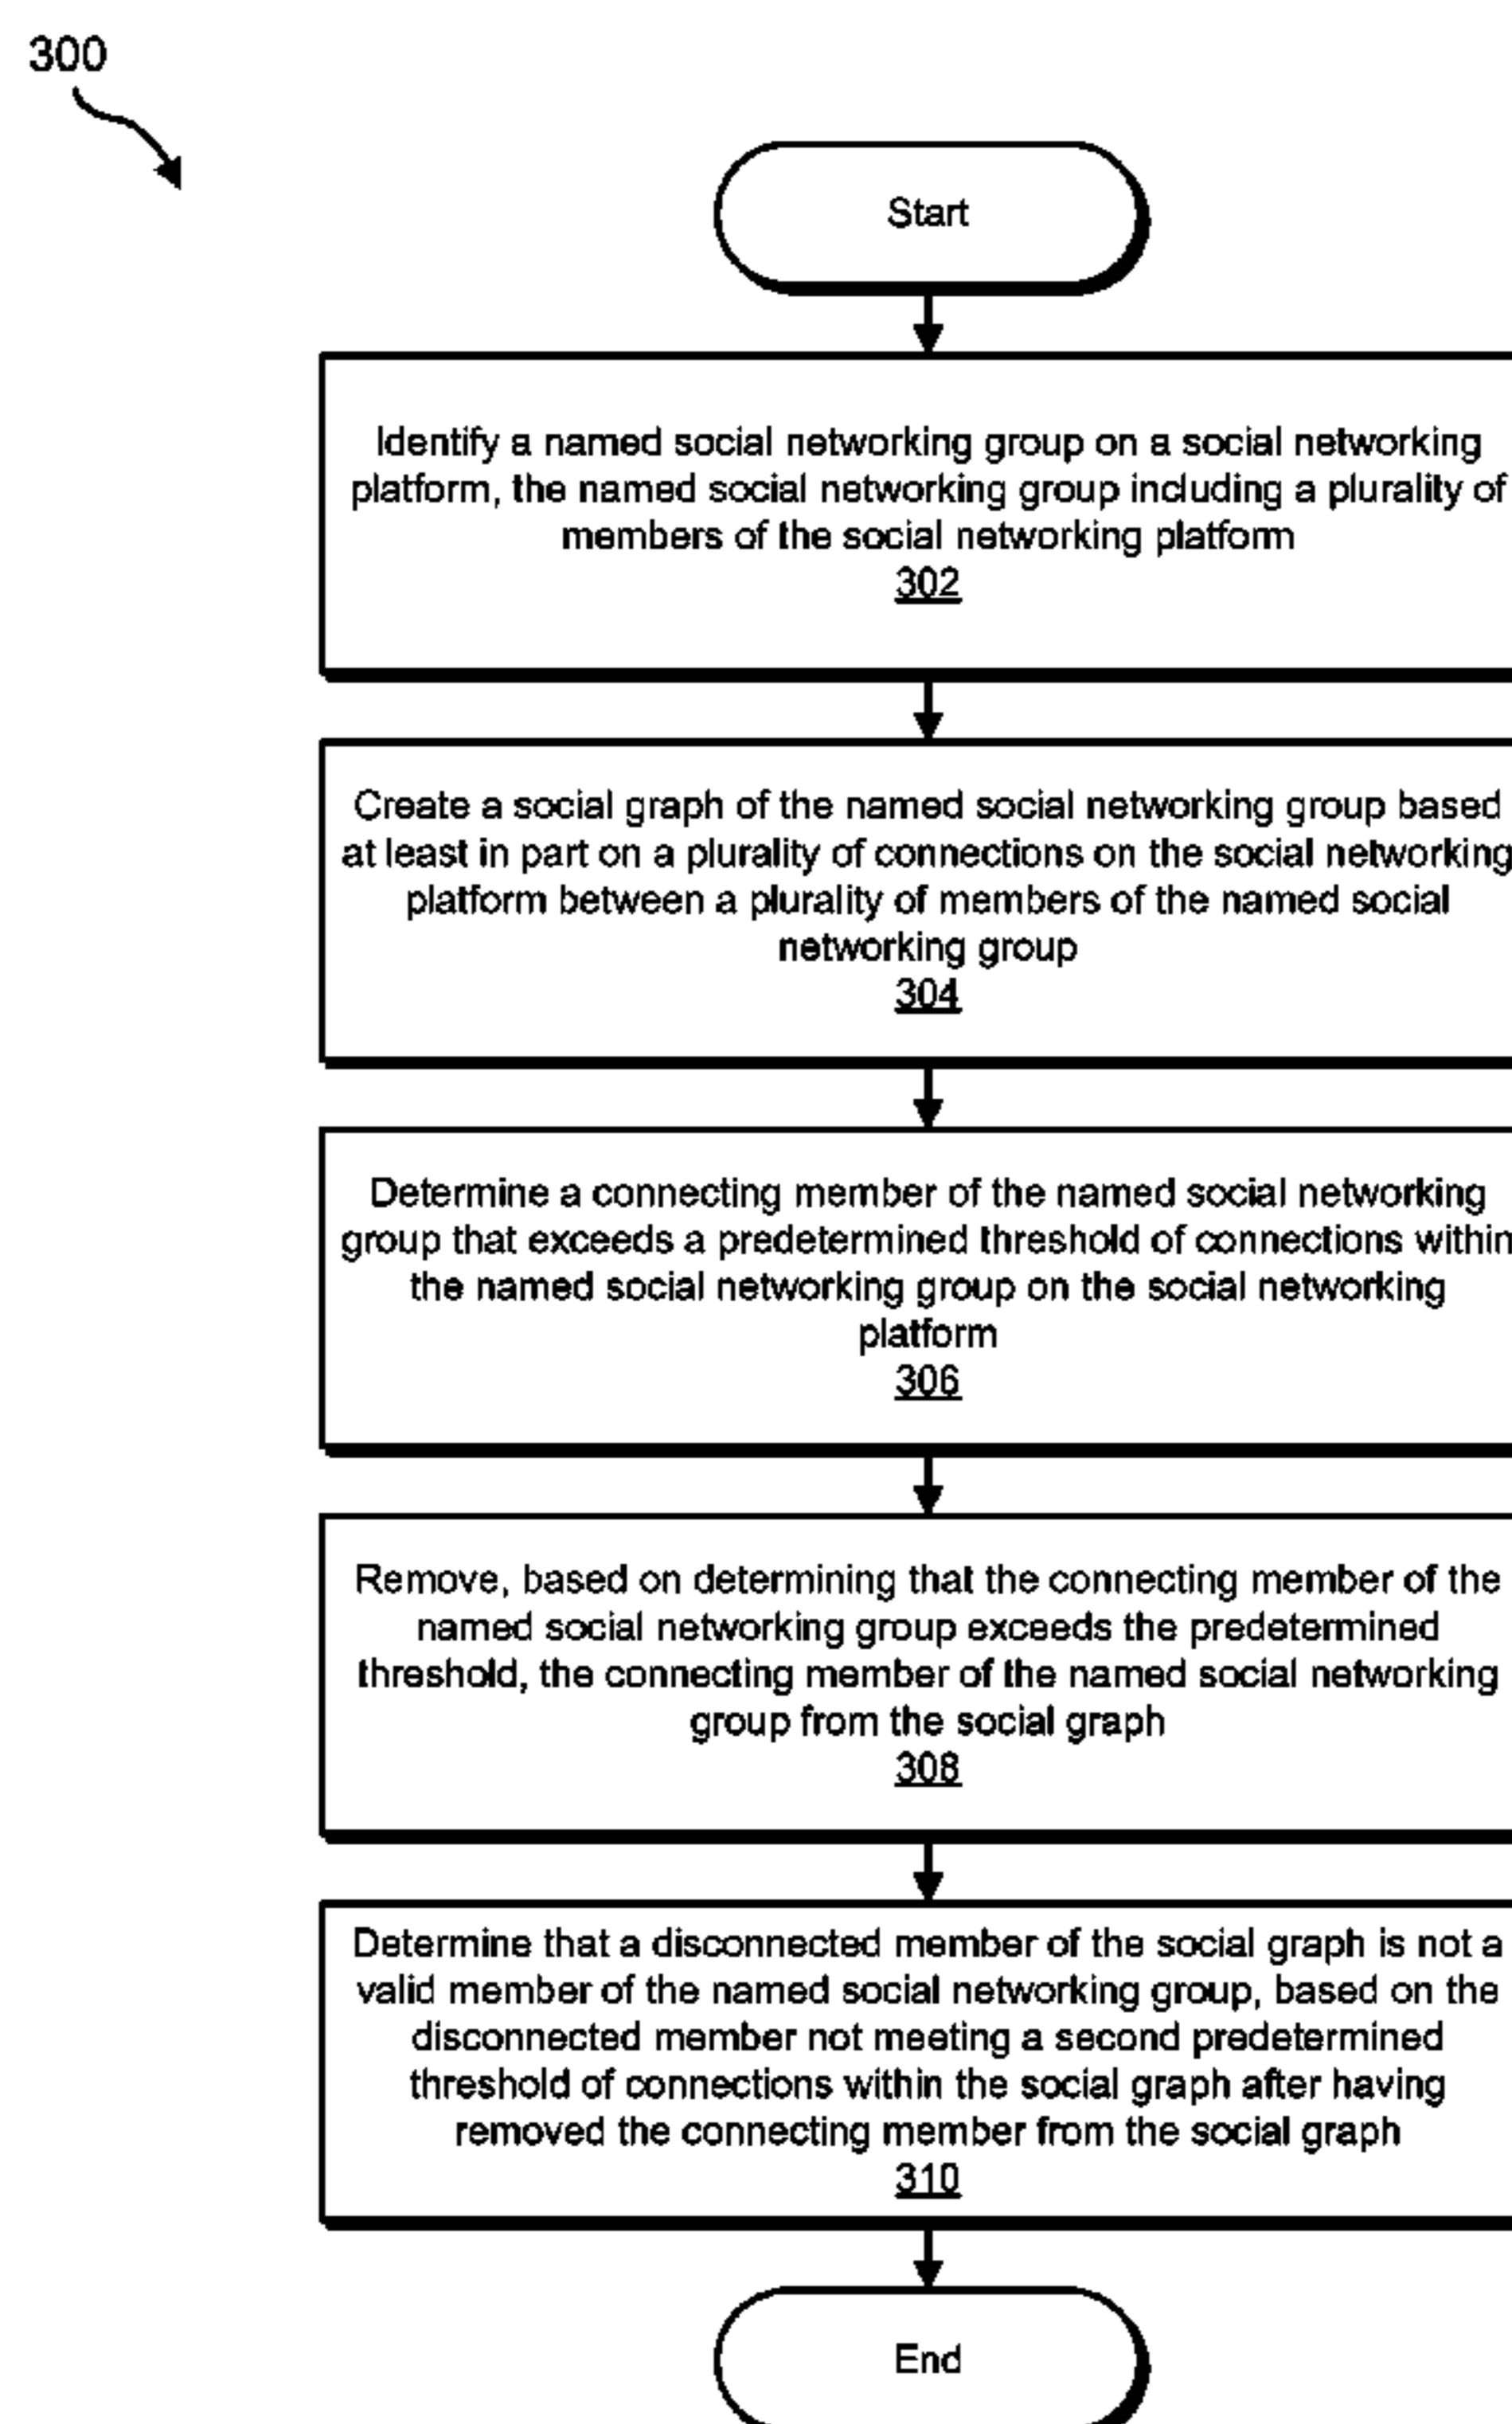 300
Start
Identify a named social networking group on a social networking
platform, the named social networking group including a plurality of
members of the social networking platform
302
Create a social graph of the named social networking group based
at least in part on a plurality of connections on the social networking
platform between a plurality of members of the named social
networking group
304
Determine a connecting member of the named social networking
group that exceeds a predetermined threshold of connections within
the named social networking group on the social networking
platform
306
Remove, based on determining that the connecting member of the
named social networking group exceeds the predetermined
threshold, the connecting member of the named social networking
group from the social graph
308
Determine that a disconnected member of the social graph is not a
valid member of the named social networking group, based on the
disconnected member not meeting a second predetermined
threshold of connections within the social graph after having
removed the connecting member from the social graph
310
End